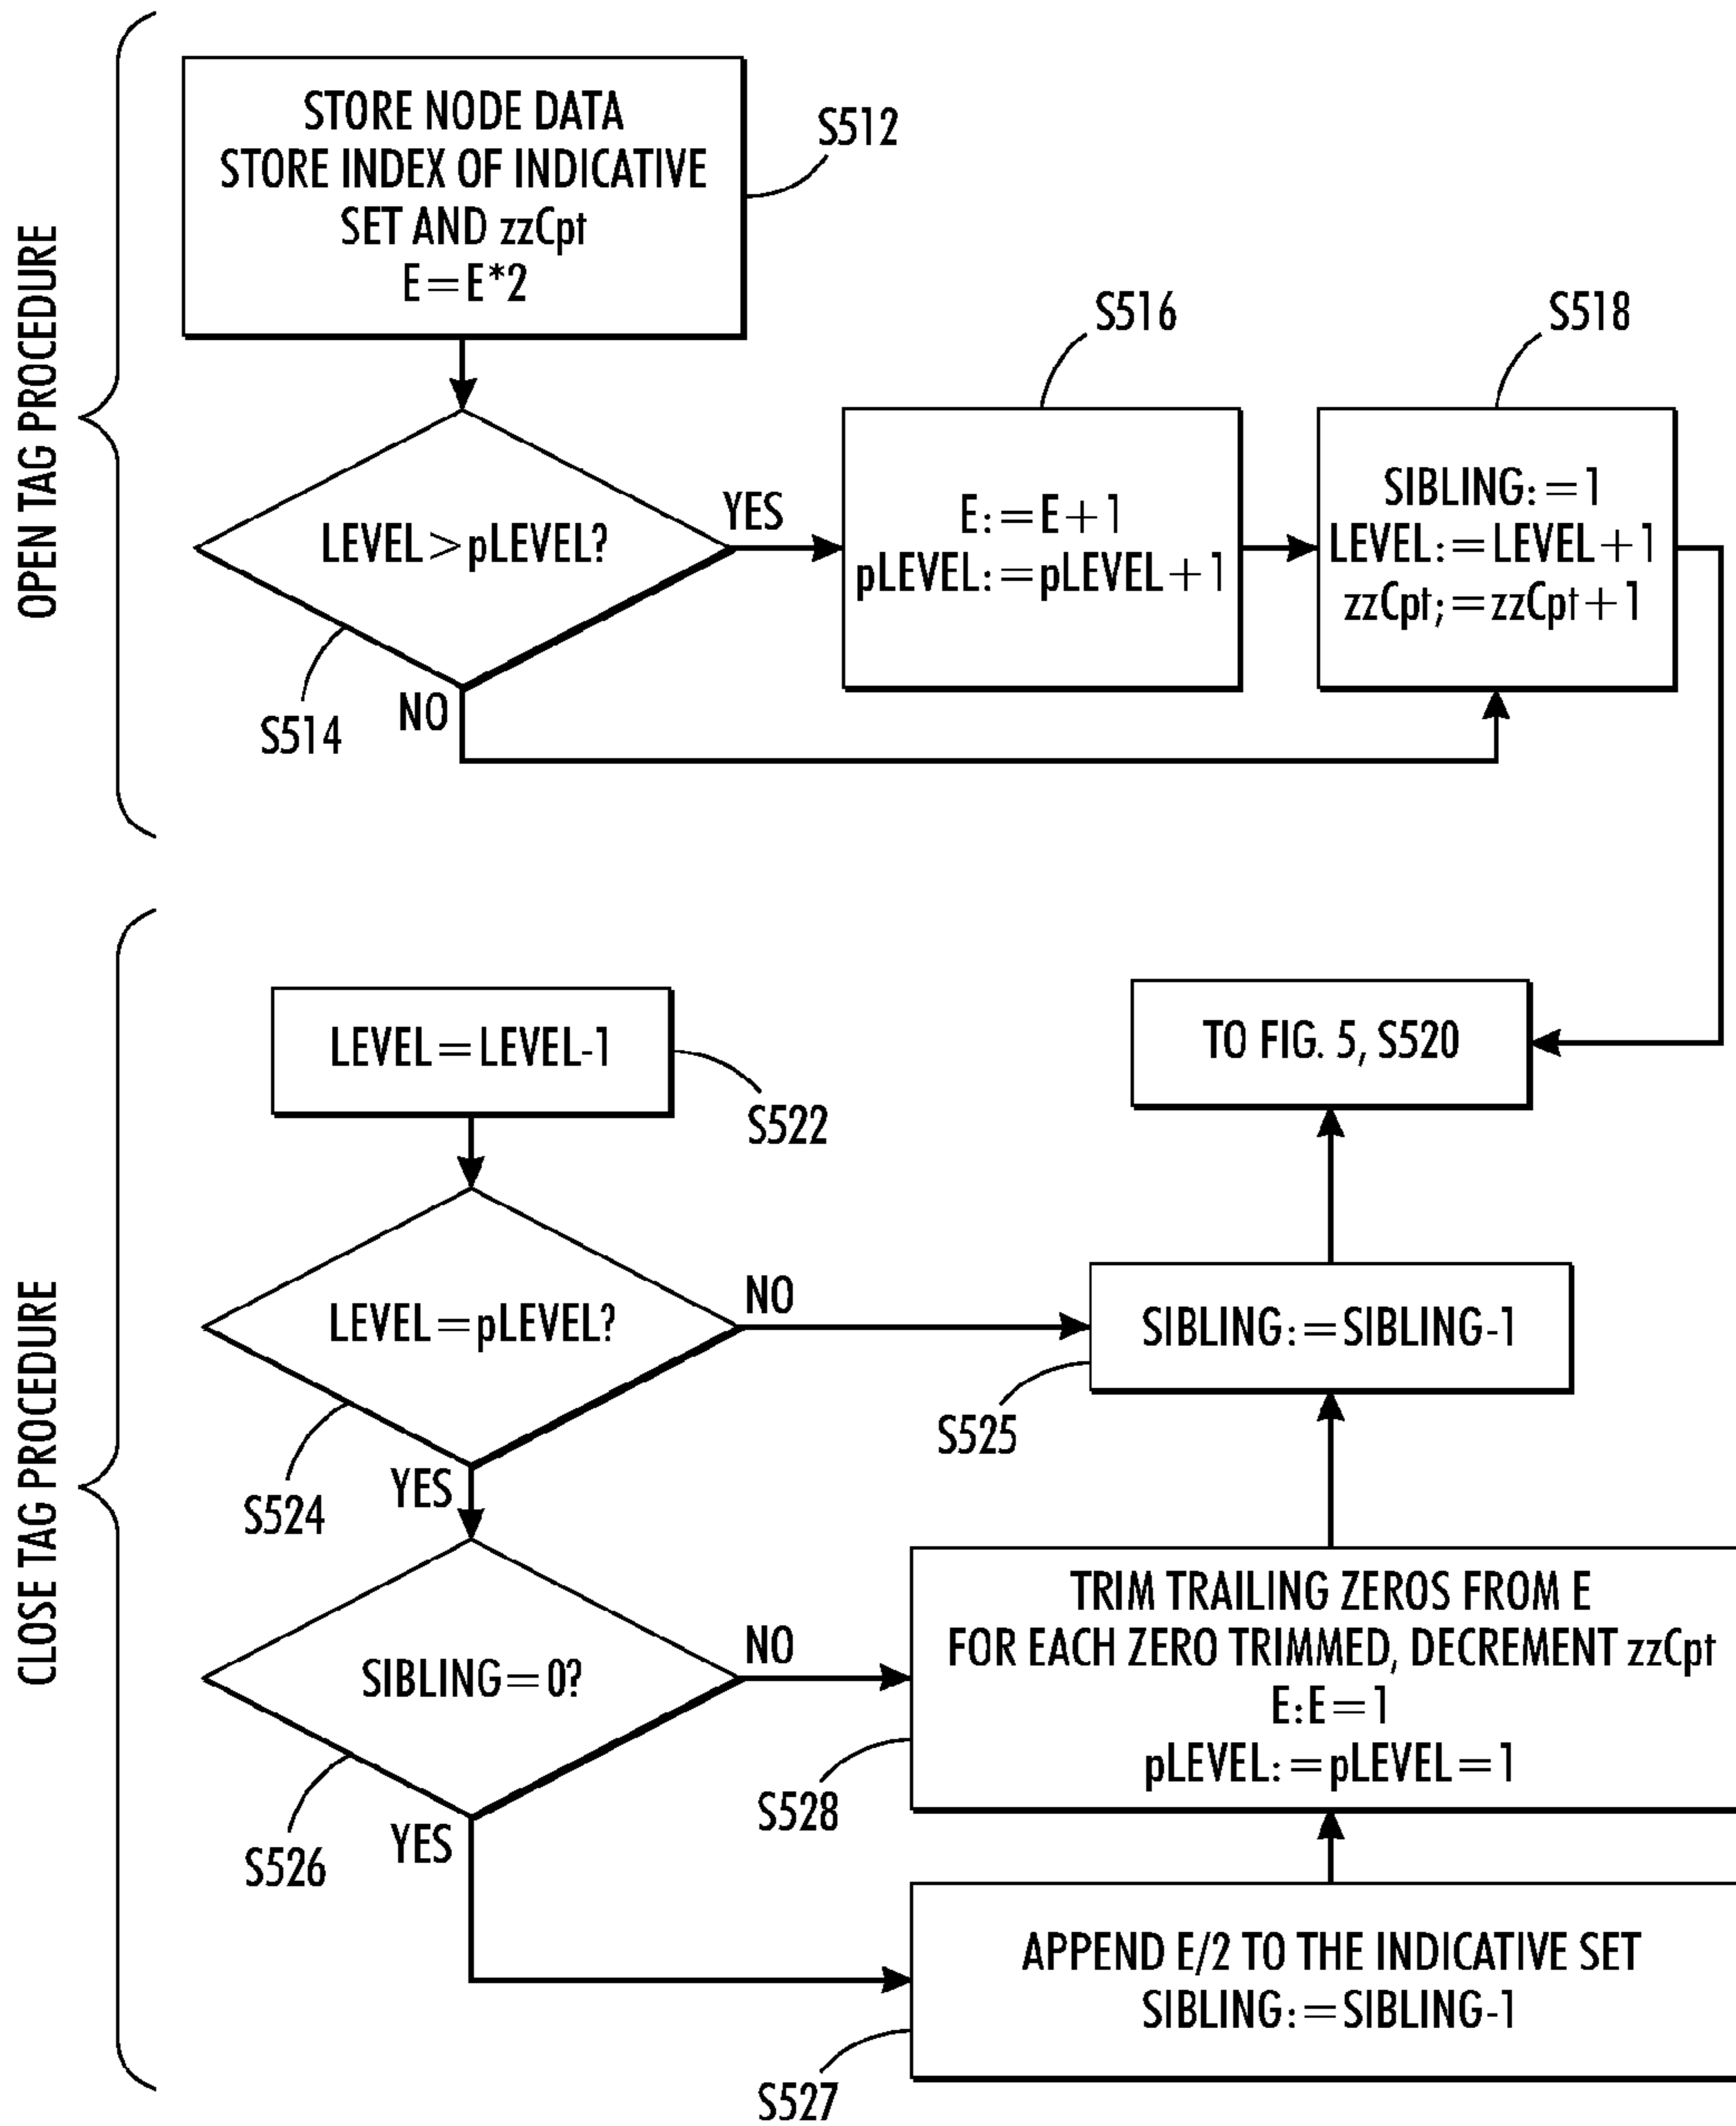 OPEN TAG PROCEDURE
STORE NODE DATA
STORE INDEX OF INDICATIVE
SET AND zzCpt
E=E*2
S512
LEVEL>pLEVEL?
YES
NO
S514
S516
E:=E+1
pLEVEL:=pLEVEL+1
S518
SIBLING:=1
LEVEL:=LEVEL+1
zzCpt;=zzCpt+1
CLOSE TAG PROCEDURE
LEVEL=LEVEL-1
S522
TO FIG. 5, S520
LEVEL=pLEVEL?
NO
YES
S524
SIBLING:=SIBLING-1
S525
SIBLING=0?
NO
YES
S526
TRIM TRAILING ZEROS FROM E
FOR EACH ZERO TRIMMED, DECREMENT zzCpt
E:E=1
pLEVEL:=pLEVEL=1
S528
APPEND E/2 TO THE INDICATIVE SET
SIBLING:=SIBLING-1
S527